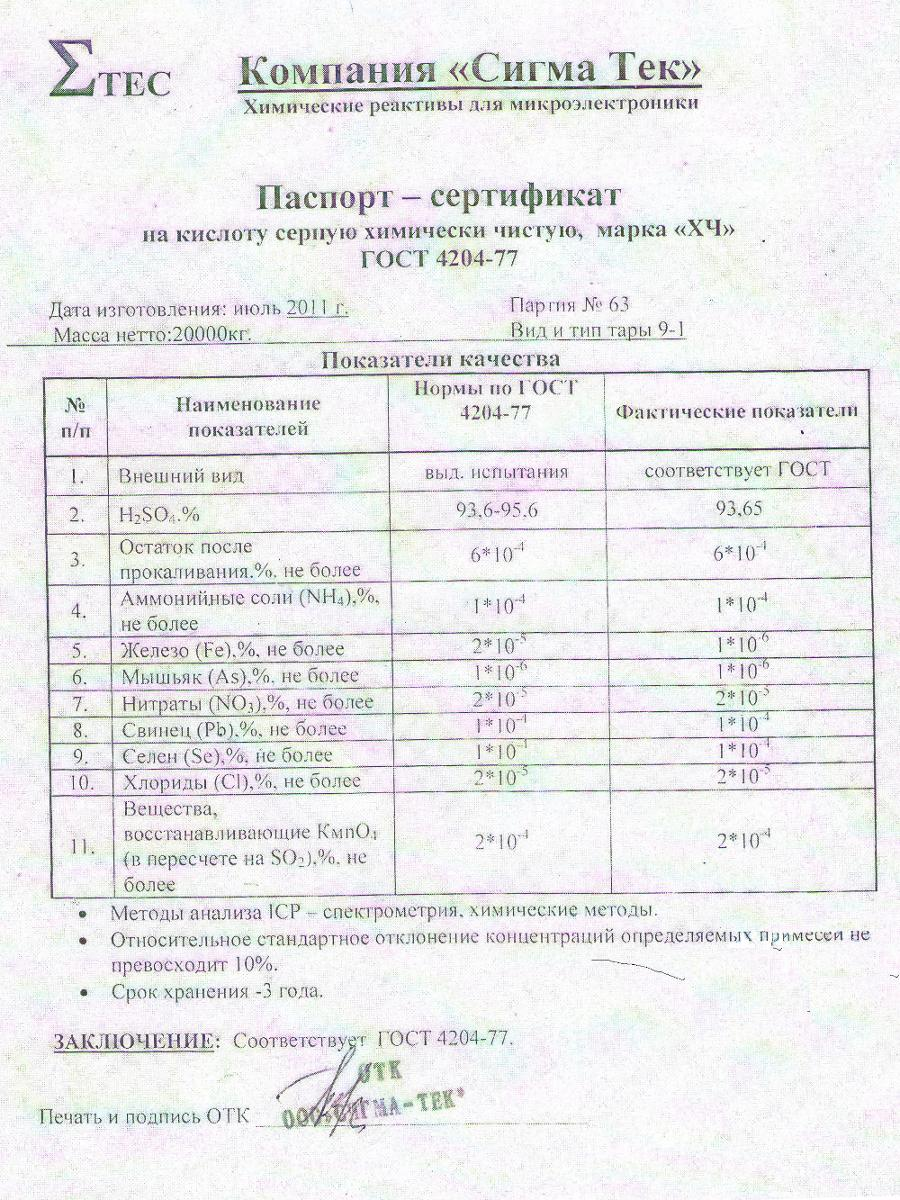 ΣTEC
Компания «Сигма Тек»
Химические реактивы для микроэлектроники
Паспорт – сертификат
на кислоту серную химически чистую, марка «ХЧ»
ГОСТ 4204-77
Дата изготовления: июль 2011 г. Партия № 63
Масса нетто:20000кг. Вид и тип тары 9-1
Показатели качества
№ п/п Наименование показателей Нормы по ГОСТ 4204-77 Фактические показатели
1. Внешний вид выд. испытания соответствует ГОСТ
2. H₂SO₄.% 93,6-95,6 93,65
3. Остаток после прокаливания.%, не более 6*10⁻⁴ 6*10⁻⁴
4. Аммонийные соли (NH₄),%, не более 1*10⁻⁴ 1*10⁻⁴
5. Железо (Fe),%, не более 2*10⁻⁵ 1*10⁻⁶
6. Мышьяк (As),%, не более 1*10⁻⁶ 1*10⁻⁶
7. Нитраты (NO₃),%, не более 2*10⁻⁵ 2*10⁻⁵
8. Свинец (Pb),%, не более 1*10⁻⁴ 1*10⁻⁴
9. Селен (Se),%, не более 1*10⁻⁴ 1*10⁻⁴
10. Хлориды (Cl),%, не более 2*10⁻⁵ 2*10⁻⁵
11. Вещества, восстанавливающие КмпО₄ (в пересчете на SO₂),%, не более 2*10⁻⁴ 2*10⁻⁴
• Методы анализа ICP – спектрометрия, химические методы.
• Относительное стандартное отклонение концентраций определяемых примесей не
превосходит 10%.
• Срок хранения -3 года.
ЗАКЛЮЧЕНИЕ: Соответствует ГОСТ 4204-77.
ОТК
Печать и подпись ОТК ООО„СИГМА-ТЕК"